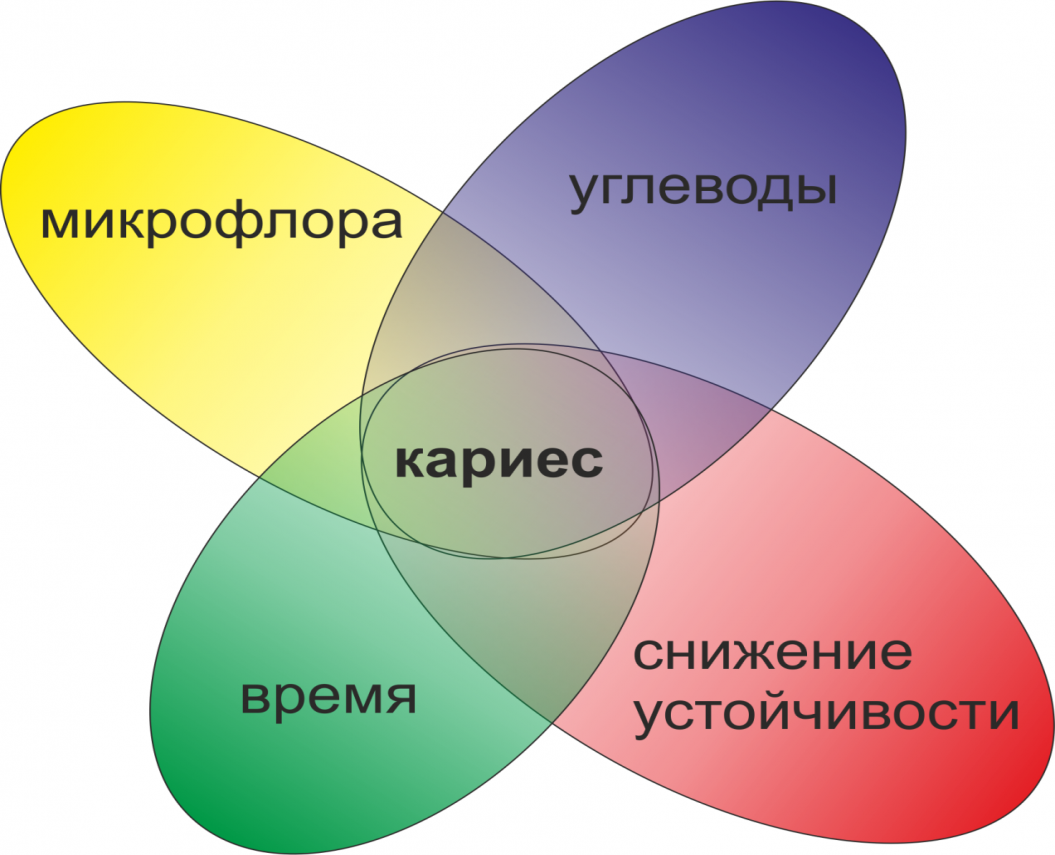 углеводы
микрофлора
кариес
снижение
устойчивости
время